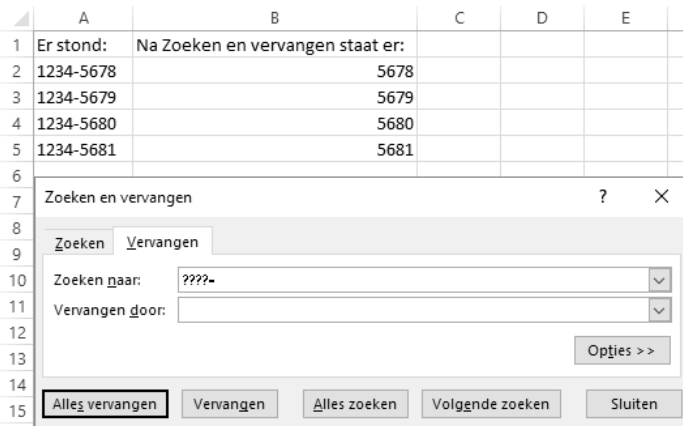 A B C D E
1 Er stond: Na Zoeken en vervangen staat er:
2 1234-5678 5678
3 1234-5679 5679
4 1234-5680 5680
5 1234-5681 5681
6
7 Zoeken en vervangen ? ×
8
9 Zoeken Vervangen
10 Zoeken naar: ????-
11 Vervangen door:
12
13 Opties >>
14
15 Alles vervangen Vervangen Alles zoeken Volgende zoeken Sluiten